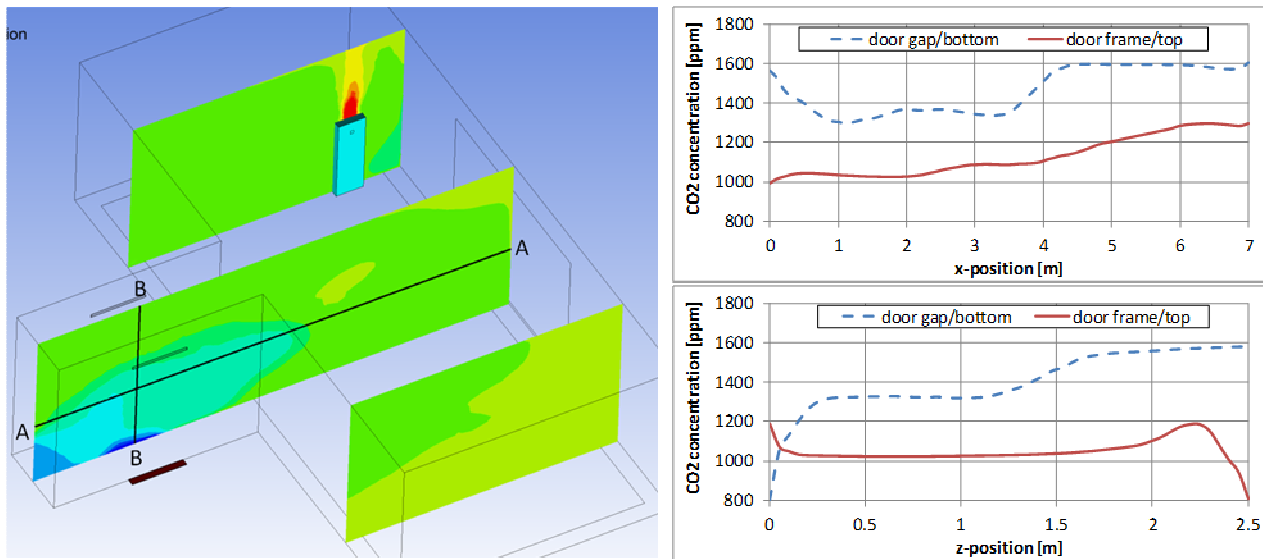 ion
A
A
B
B
CO2 concentration [ppm]
1800
1600
1400
1200
1000
800
door gap/bottom
door frame/top
0 1 2 3 4 5 6 7
x-position [m]
CO2 concentration [ppm]
1800
1600
1400
1200
1000
800
door gap/bottom
door frame/top
0 0.5 1 1.5 2 2.5
z-position [m]